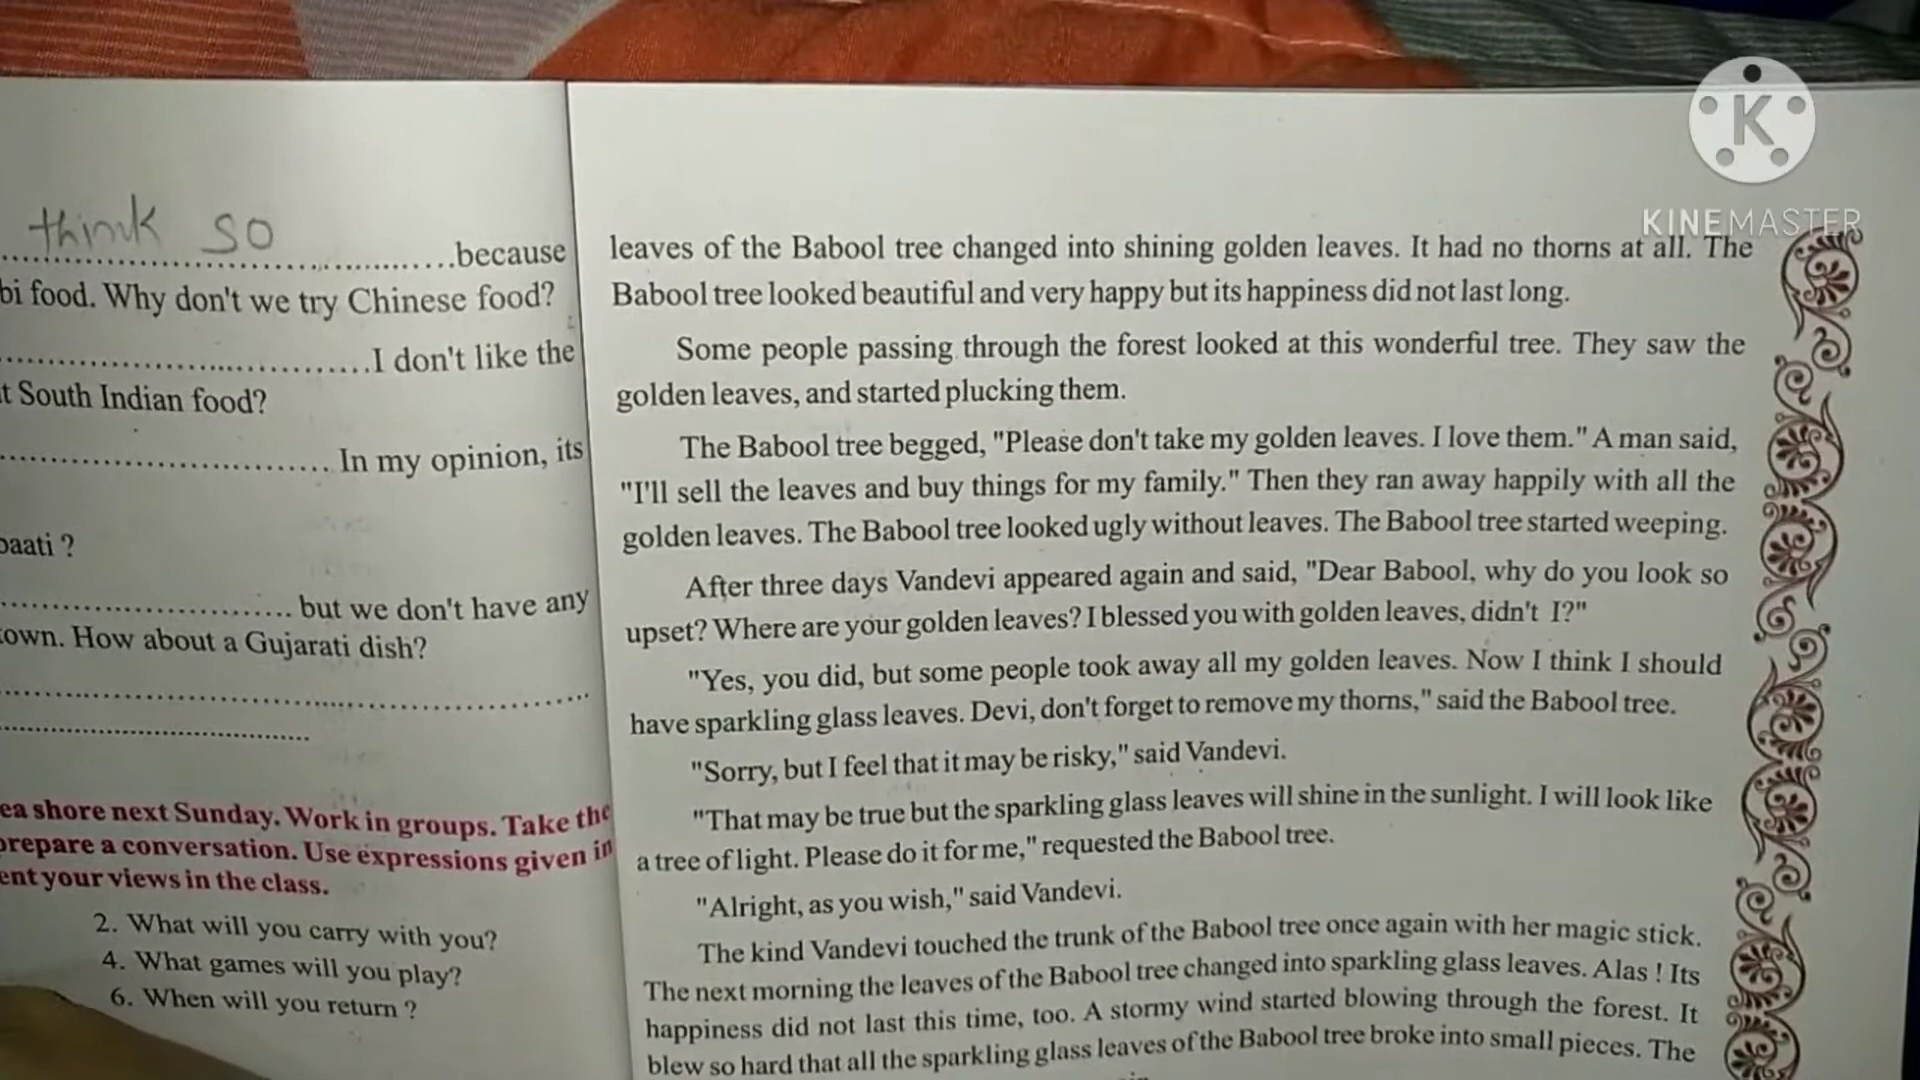 K
KINEMASTER
think so
because
bi food. Why don't we try Chinese food?
I don't like the
t South Indian food?
In my opinion, its
paati ?
but we don't have any
own. How about a Gujarati dish?
ea shore next Sunday. Work in groups. Take the
prepare a conversation. Use expressions given in
ent your views in the class.
2. What will you carry with you?
4. What games will you play?
6. When will you return ?
leaves of the Babool tree changed into shining golden leaves. It had no thorns at all. The
Babool tree looked beautiful and very happy but its happiness did not last long.
Some people passing through the forest looked at this wonderful tree. They saw the
golden leaves, and started plucking them.
The Babool tree begged, "Please don't take my golden leaves. I love them." A man said,
"I'll sell the leaves and buy things for my family." Then they ran away happily with all the
golden leaves. The Babool tree looked ugly without leaves. The Babool tree started weeping.
After three days Vandevi appeared again and said, "Dear Babool, why do you look so
upset? Where are your golden leaves? I blessed you with golden leaves, didn't I?"
"Yes, you did, but some people took away all my golden leaves. Now I think I should
have sparkling glass leaves. Devi, don't forget to remove my thorns," said the Babool tree.
"Sorry, but I feel that it may be risky," said Vandevi.
"That may be true but the sparkling glass leaves will shine in the sunlight. I will look like
a tree of light. Please do it for me," requested the Babool tree.
"Alright, as you wish," said Vandevi.
The kind Vandevi touched the trunk of the Babool tree once again with her magic stick.
The next morning the leaves of the Babool tree changed into sparkling glass leaves. Alas ! Its
happiness did not last this time, too. A stormy wind started blowing through the forest. It
blew so hard that all the sparkling glass leaves of the Babool tree broke into small pieces. The